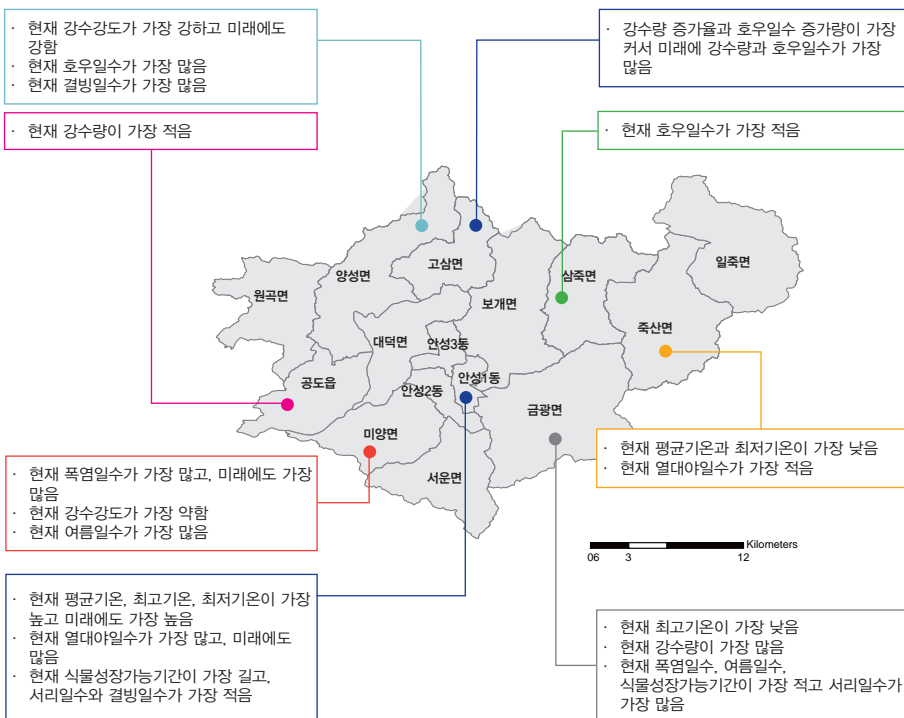 · 현재 강수강도가 가장 강하고 미래에도
강함
· 현재 호우일수가 가장 많음
· 현재 결빙일수가 가장 많음
· 강수량 증가율과 호우일수 증가량이 가장
커서 미래에 강수량과 호우일수가 가장
많음
· 현재 강수량이 가장 적음
· 현재 호우일수가 가장 적음
일죽면
고삼면
양성면
삼죽면
원곡면
보개면
죽산면
대덕면
안성3동
공도읍
안성2동
안성1동
금광면
미양면
서운면
· 현재 평균기온과 최저기온이 가장 낮음
· 현재 열대야일수가 가장 적음
· 현재 폭염일수가 가장 많고, 미래에도 가장
많음
· 현재 강수강도가 가장 약함
· 현재 여름일수가 가장 많음
Kilometers
06 3 12
· 현재 평균기온, 최고기온, 최저기온이 가장
높고 미래에도 가장 높음
· 현재 열대야일수가 가장 많고, 미래에도
많음
· 현재 식물성장가능기간이 가장 길고,
서리일수와 결빙일수가 가장 적음
· 현재 최고기온이 가장 낮음
· 현재 강수량이 가장 많음
· 현재 폭염일수, 여름일수,
식물성장가능기간이 가장 적고 서리일수가
가장 많음